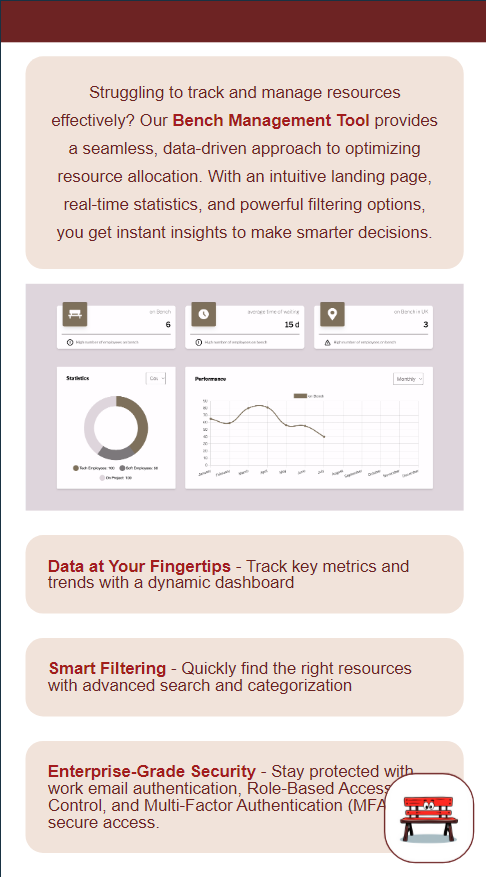 Struggling to track and manage resources
effectively? Our Bench Management Tool provides
a seamless, data-driven approach to optimizing
resource allocation. With an intuitive landing page,
real-time statistics, and powerful filtering options,
you get instant insights to make smarter decisions.
on Bench
6
High number of employees on bench
average time of waiting
15 d
High number of employees on bench
on Bench in UK
3
High number of employees on bench
Statistics
Performance
Monthly
on Bench
90
80
70
60
50
40
30
20
10
0
January February March April May June July August September October November
Tech Employees: 100
Soft Employees:
On Project: 100
Data at Your Fingertips - Track key metrics and
trends with a dynamic dashboard
Smart Filtering - Quickly find the right resources
with advanced search and categorization
Enterprise-Grade Security - Stay protected with
work email authentication, Role-Based Access
Control, and Multi-Factor Authentication (MFA
secure access.